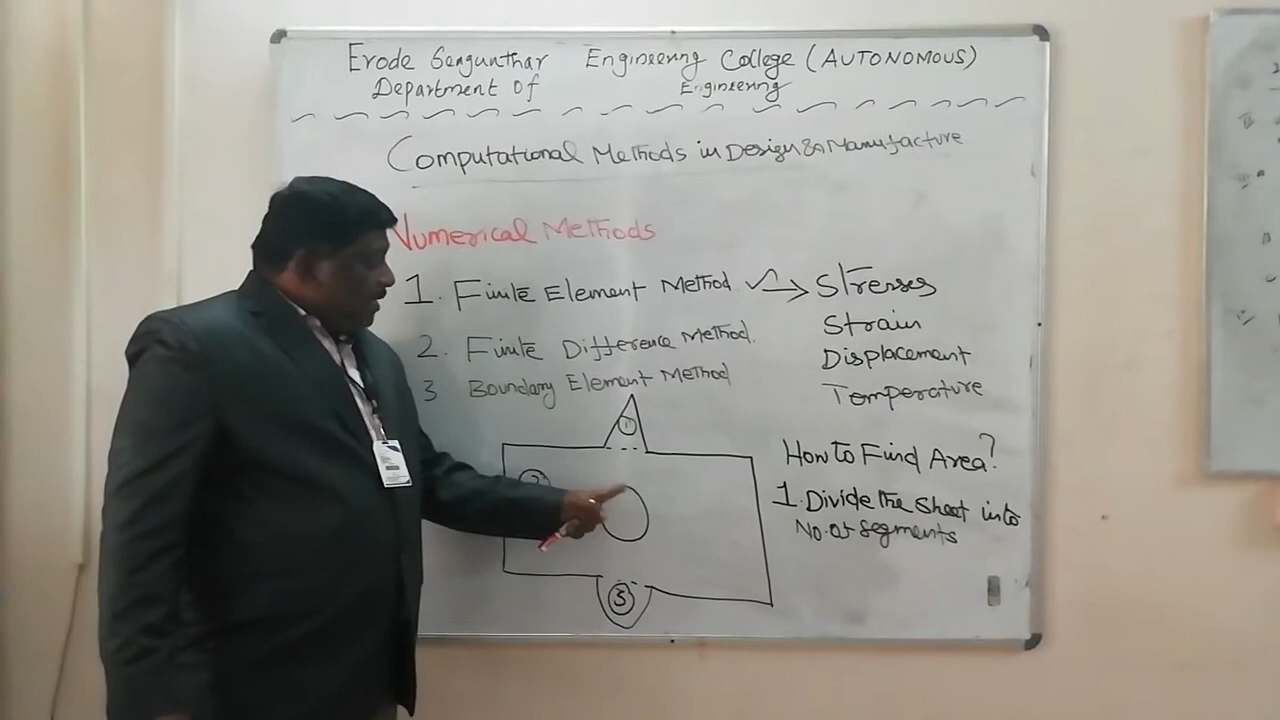 Erode Sengunthar Engineering College (AUTONOMOUS)
Department Of Engineering
Computational Methods in Design & Manufacture
Numerical Methods
1. Finite Element Method → Stresses
Strain
2. Finite Difference Method.
Displacement
3 Boundary Element Method
Temperature
1
How to Find Area?
2
1. Divide the Sheet into
No. of Segments
3